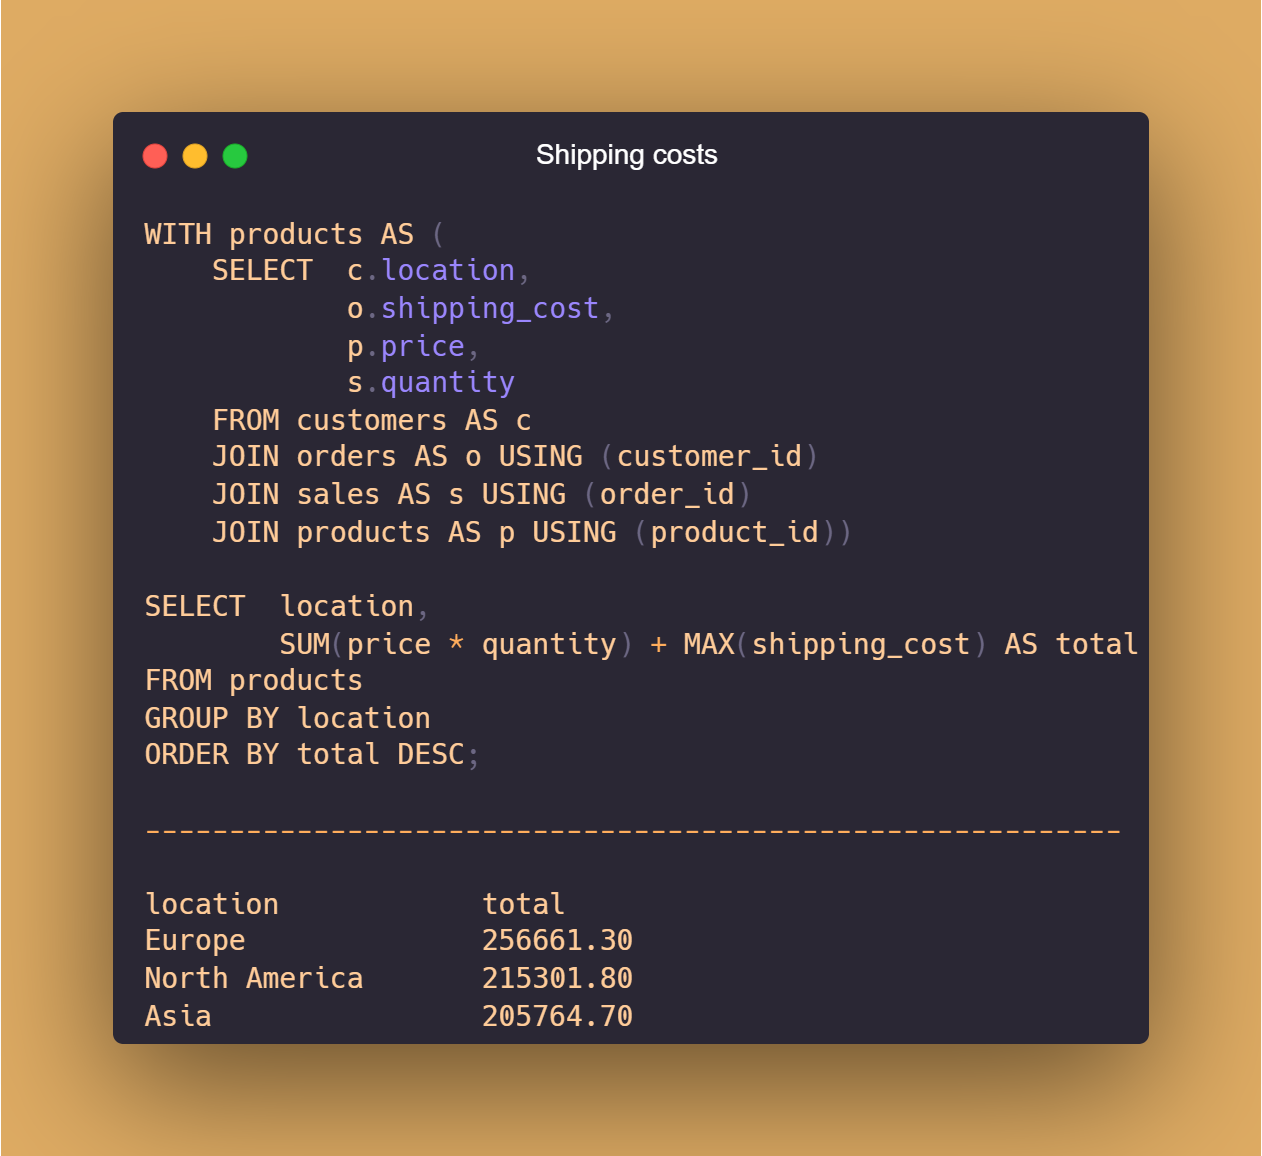 Shipping costs
WITH products AS (
    SELECT  c.location,
            o.shipping_cost,
            p.price,
            s.quantity
    FROM customers AS c
    JOIN orders AS o USING (customer_id)
    JOIN sales AS s USING (order_id)
    JOIN products AS p USING (product_id))
SELECT  location,
        SUM(price * quantity) + MAX(shipping_cost) AS total
FROM products
GROUP BY location
ORDER BY total DESC;
----------------------------------------------------------
location            total
Europe              256661.30
North America       215301.80
Asia                205764.70